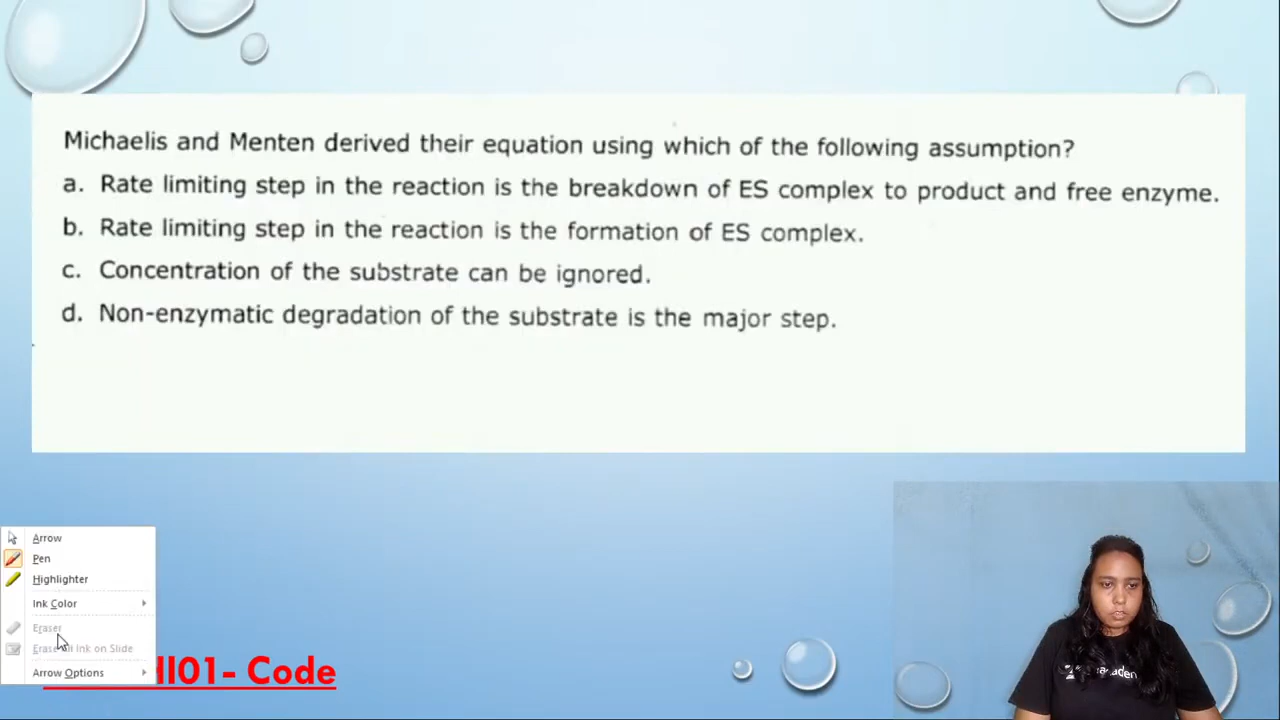 Michaelis and Menten derived their equation using which of the following assumption?
a. Rate limiting step in the reaction is the breakdown of ES complex to product and free enzyme.
b. Rate limiting step in the reaction is the formation of ES complex.
c. Concentration of the substrate can be ignored.
d. Non-enzymatic degradation of the substrate is the major step.
Arrow
Pen
Highlighter
Ink Color
Eraser
Ink on Slide
Arrow Options
ll01- Code